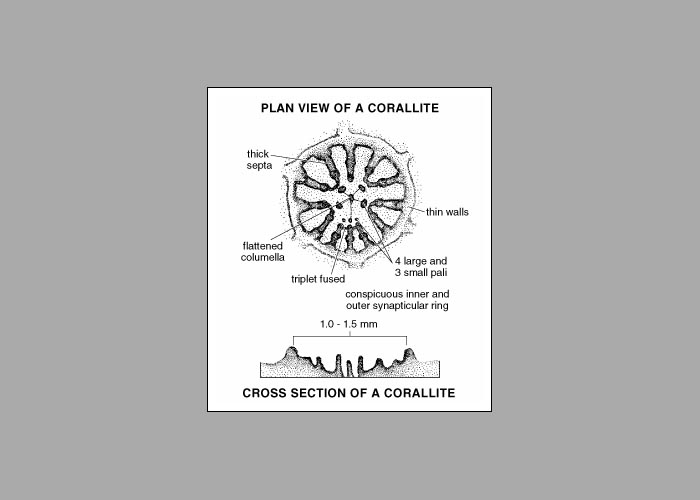 PLAN VIEW OF A CORALLITE
thick
septa
thin walls
flattened
columella
4 large and
3 small pali
triplet fused
conspicuous inner and
outer synapticular ring
1.0 - 1.5 mm
CROSS SECTION OF A CORALLITE